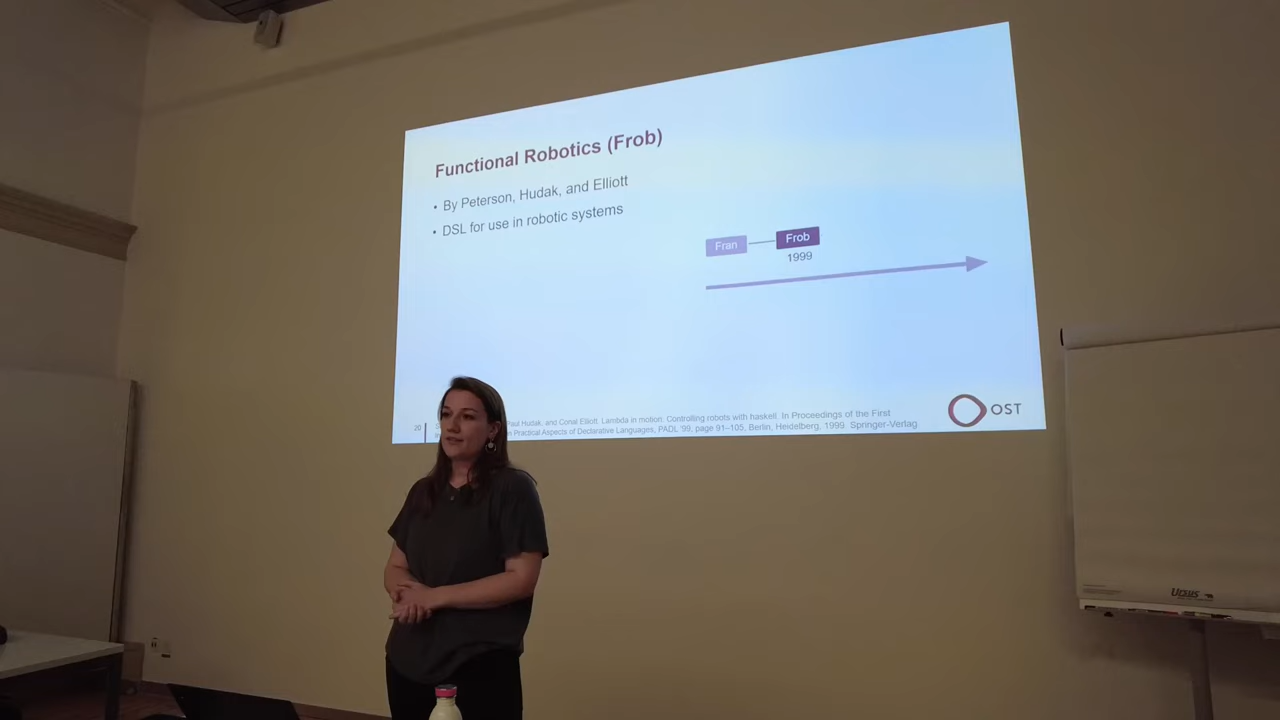 Functional Robotics (Frob)
• By Peterson, Hudak, and Elliott
• DSL for use in robotic systems
Fran
Frob
1999
20
Paul Hudak, and Conal Elliott. Lambda in motion: Controlling robots with haskell. In Proceedings of the First
Practical Aspects of Declarative Languages, PADL '99, page 91–105, Berlin, Heidelberg, 1999. Springer-Verlag
OST
Ursus